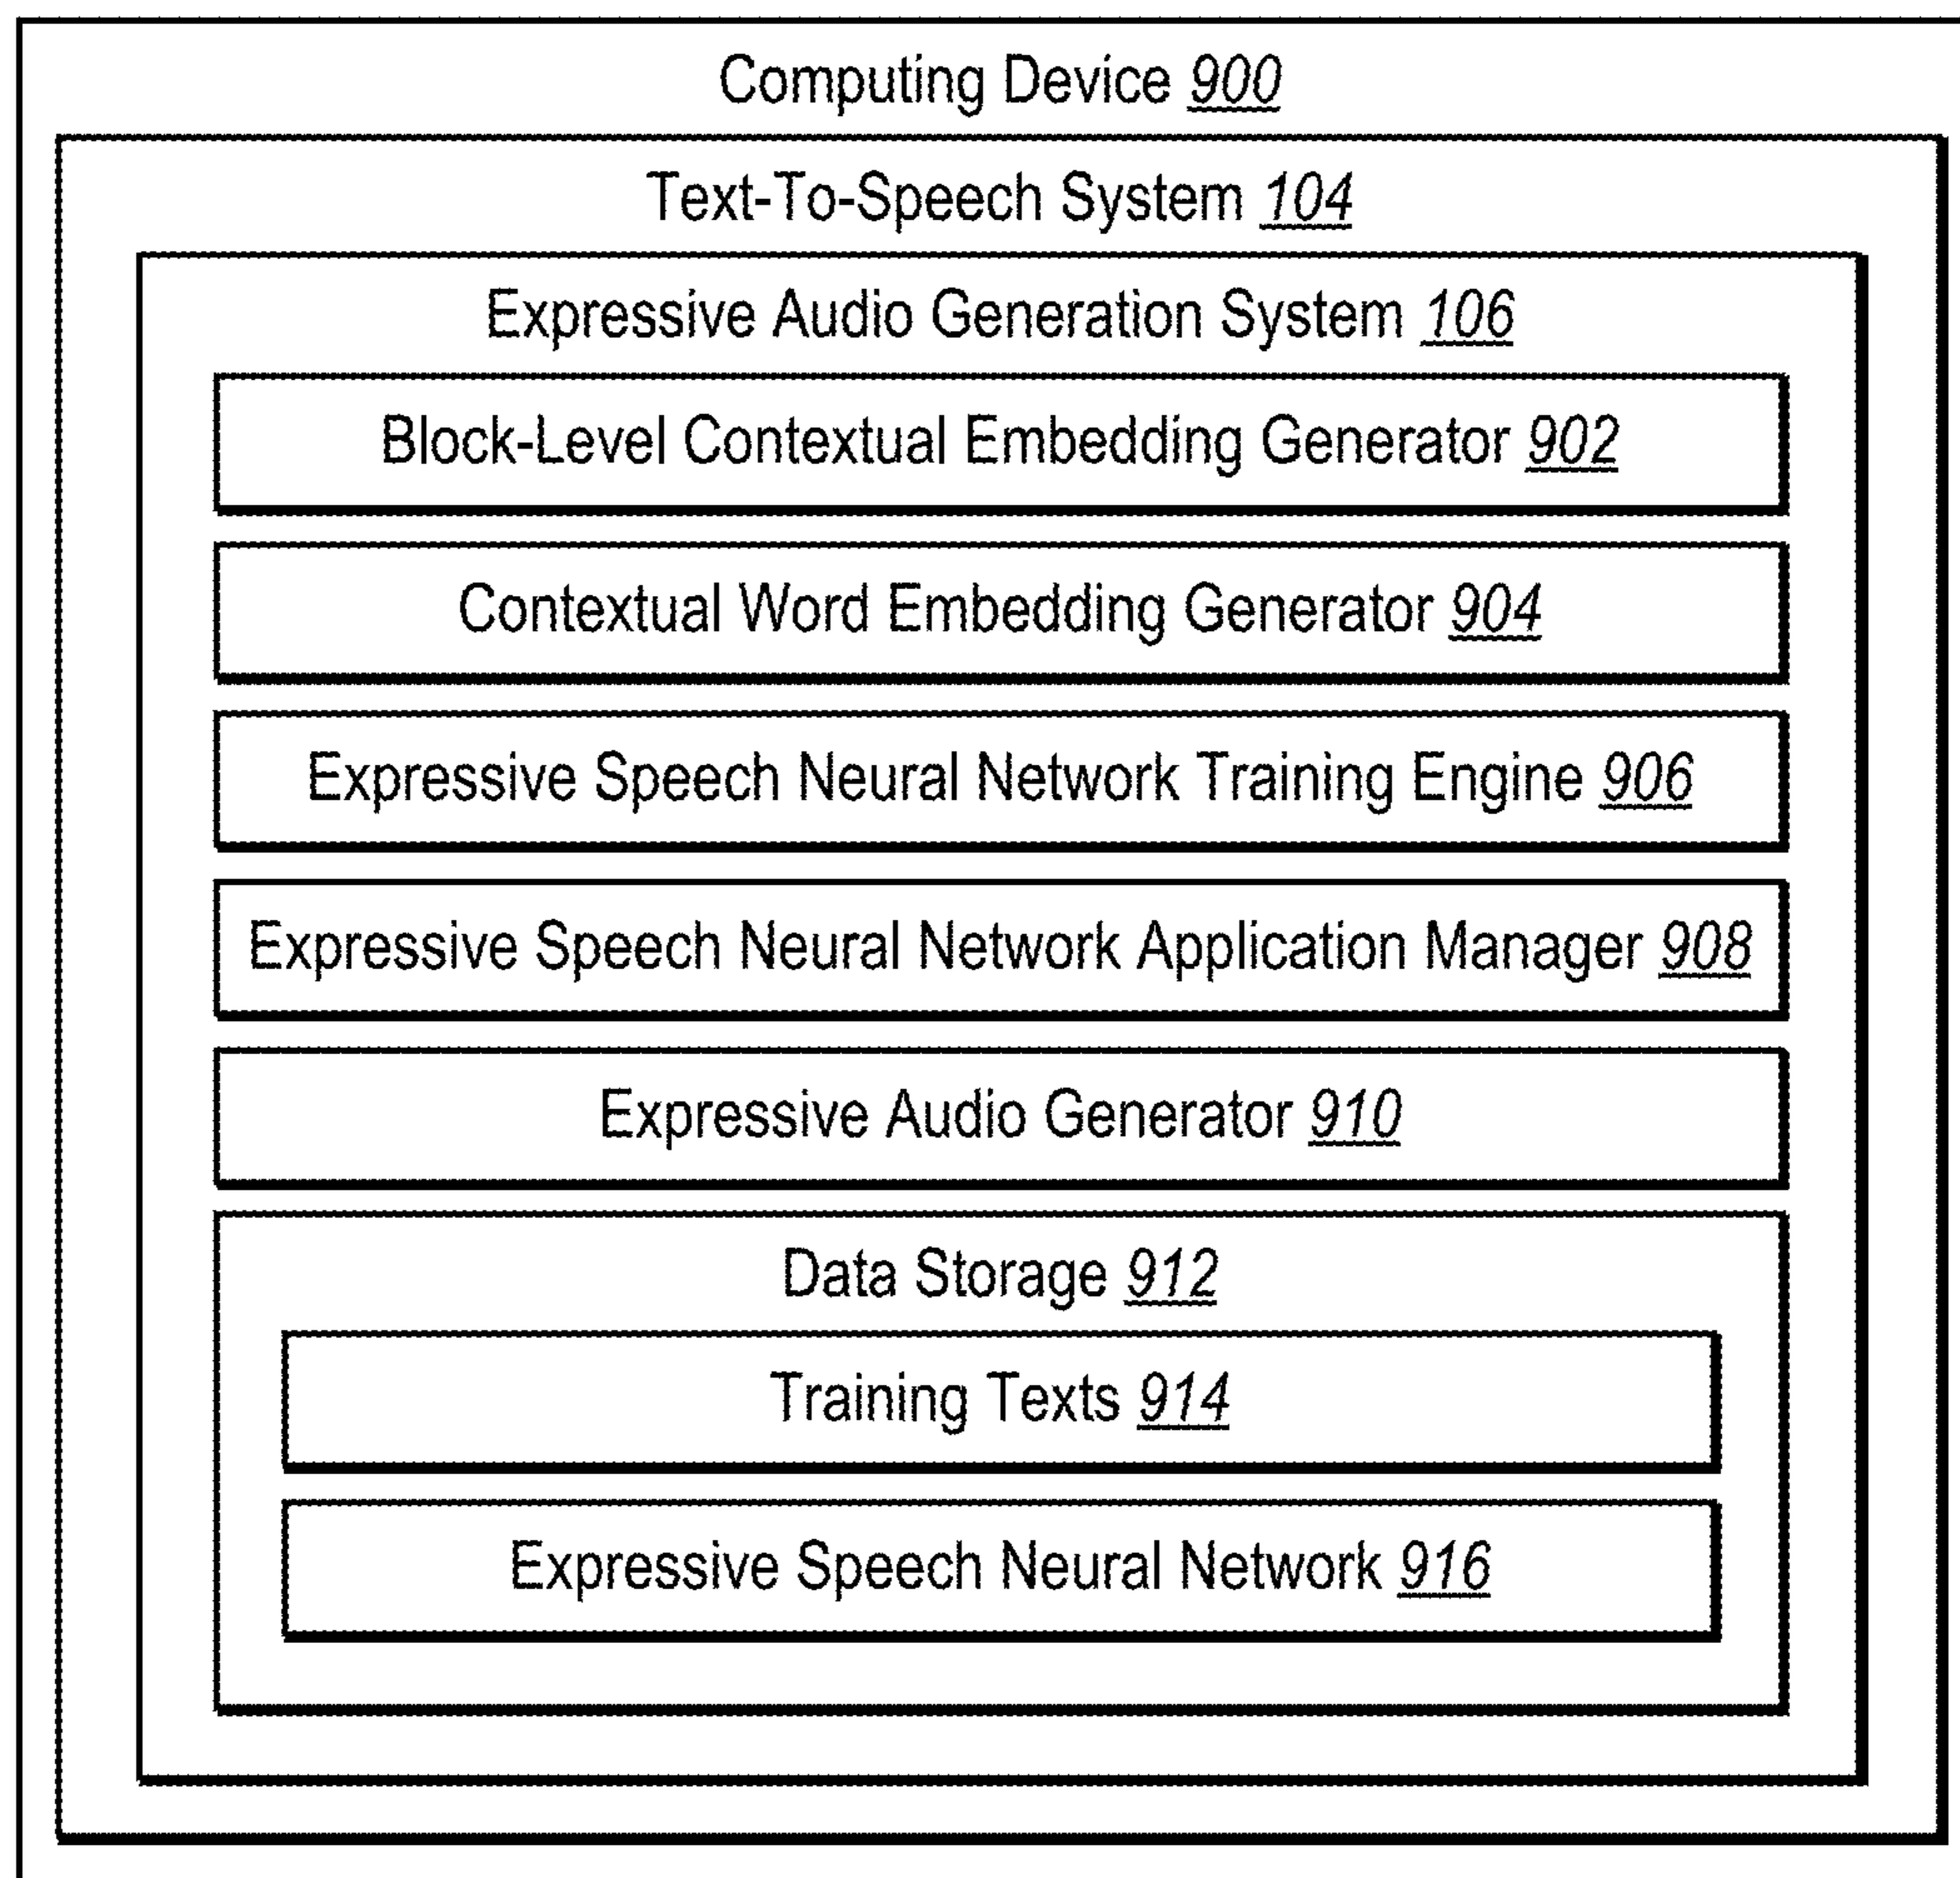 Computing Device 900
Text-To-Speech System 104
Expressive Audio Generation System 106
Block-Level Contextual Embedding Generator 902
Contextual Word Embedding Generator 904
Expressive Speech Neural Network Training Engine 906
Expressive Speech Neural Network Application Manager 908
Expressive Audio Generator 910
Data Storage 912
Training Texts 914
Expressive Speech Neural Network 916